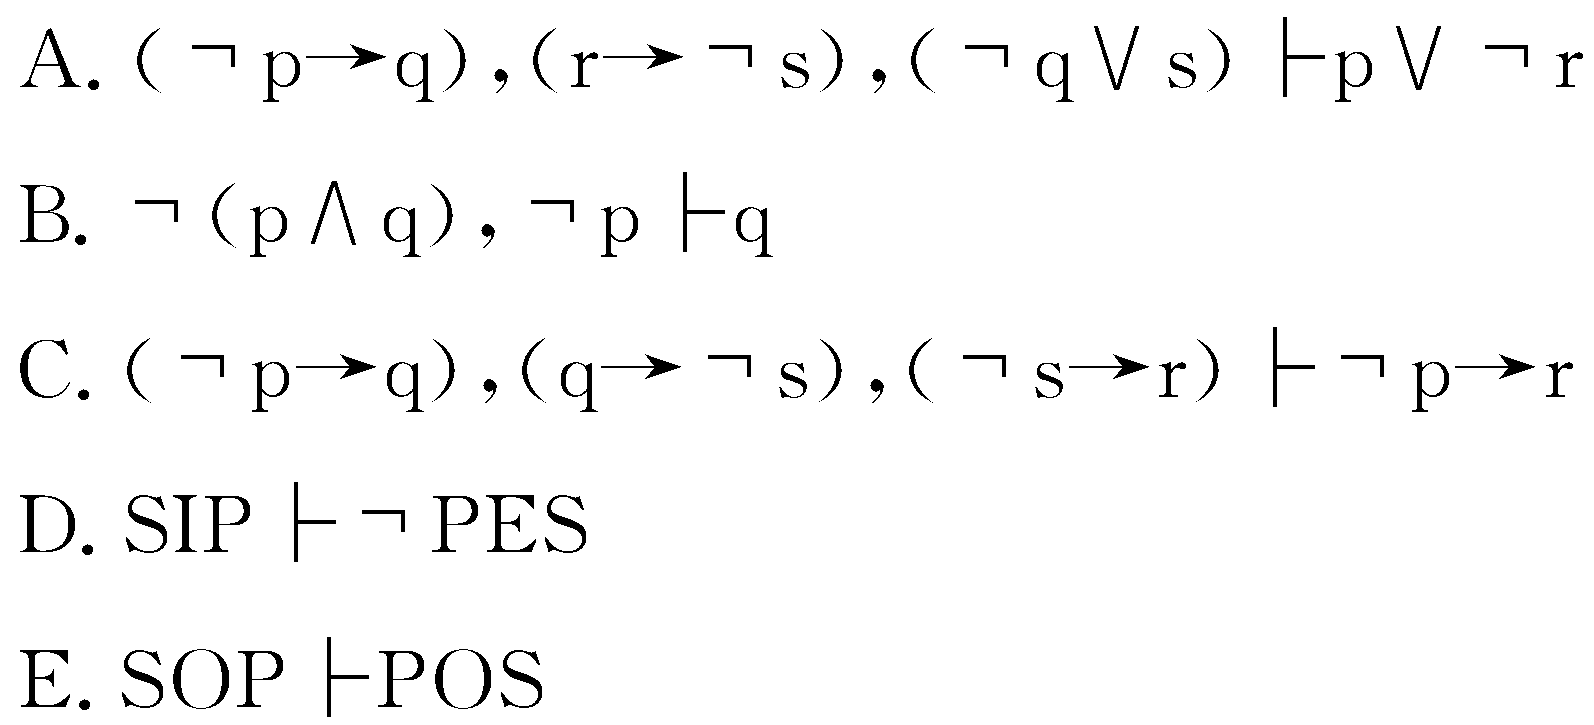 A. (¬p→q),(r→¬s),(¬q∨s)├p∨¬r
B. ¬(p∧q),¬p├q
C. (¬p→q),(q→¬s),(¬s→r)├¬p→r
D. SIP├¬PES
E. SOP├POS